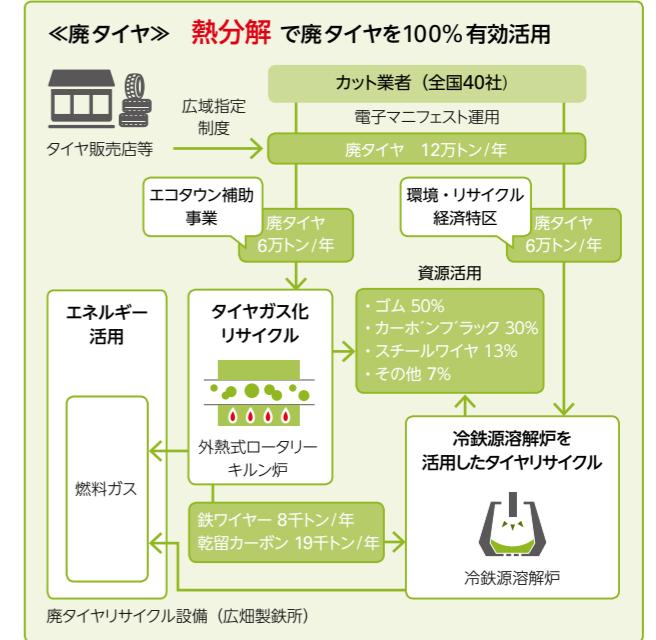 ≪廃タイヤ≫ 熱分解 で廃タイヤを100%有効活用
カット業者（全国40社）
電子マニフェスト運用
広域指定
制度
タイヤ販売店等
廃タイヤ 12万トン/年
エコタウン補助
事業
廃タイヤ
6万トン/年
環境・リサイクル
経済特区
廃タイヤ
6万トン/年
資源活用
・ゴム 50%
・カーボンブラック 30%
・スチールワイヤ 13%
・その他 7%
エネルギー
活用
燃料ガス
タイヤガス化
リサイクル
外熱式ロータリー
キルン炉
鉄ワイヤー 8千トン/年
乾留カーボン 19千トン/年
冷鉄源溶解炉を
活用したタイヤリサイクル
冷鉄源溶解炉
廃タイヤリサイクル設備（広畑製鉄所）